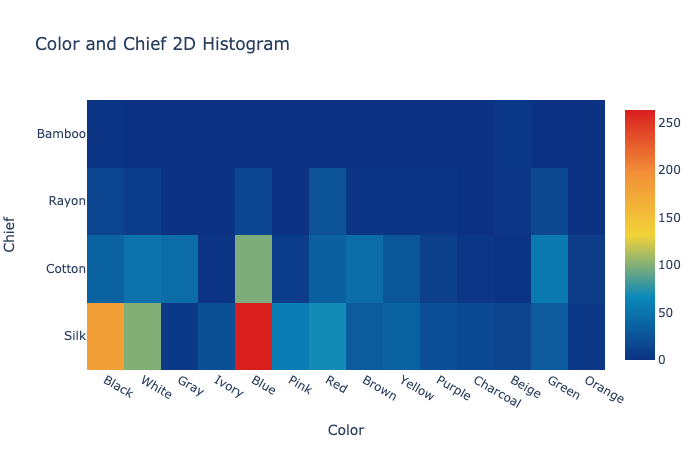 Color and Chief 2D Histogram
Chief
Bamboo
Rayon
Cotton
Silk
Black
White
Gray
Ivory
Blue
Pink
Red
Brown
Yellow
Purple
Charcoal
Beige
Green
Orange
Color
250
200
150
100
50
0